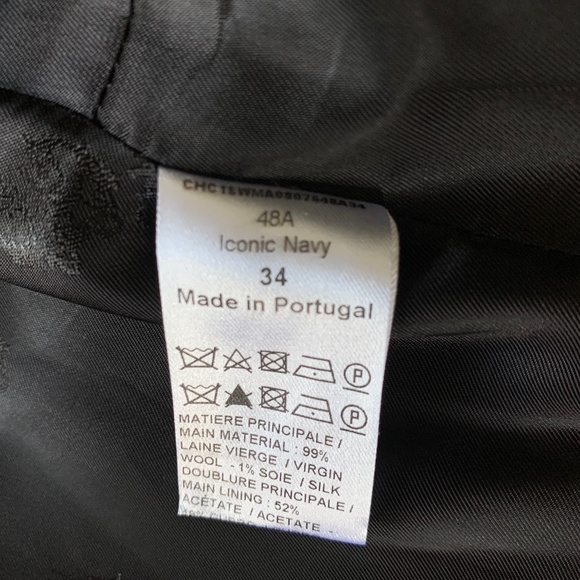 48A
Iconic Navy
34
Made in Portugal
P
P
MATIERE PRINCIPALE /
MAIN MATERIAL : 99%
LAINE VIERGE / VIRGIN
WOOL - 1% SOIE / SILK
DOUBLURE PRINCIPALE /
MAIN LINING : 52%
ACÉTATE / ACETATE -